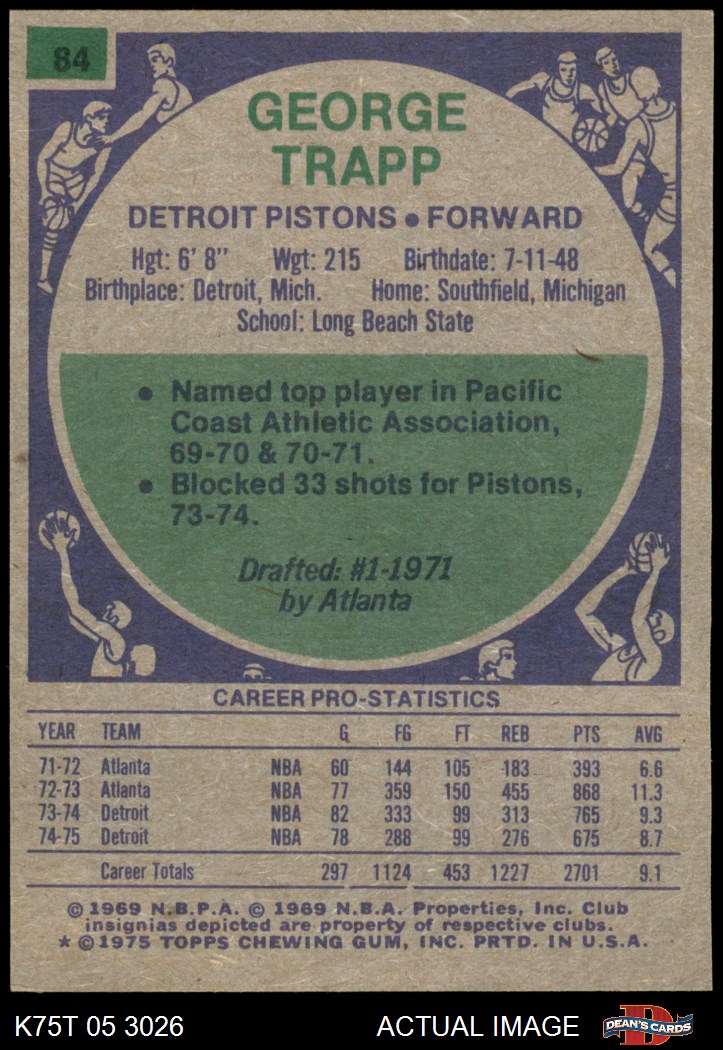 84
GEORGE
TRAPP
DETROIT PISTONS • FORWARD
Hgt: 6' 8" Wgt: 215 Birthdate: 7-11-48
Birthplace: Detroit, Mich. Home: Southfield, Michigan
School: Long Beach State
• Named top player in Pacific
Coast Athletic Association,
69-70 & 70-71.
• Blocked 33 shots for Pistons,
73-74.
Drafted: #1-1971
by Atlanta
CAREER PRO-STATISTICS
YEAR TEAM G FG FT REB PTS AVG
71-72 Atlanta NBA 60 144 105 183 393 6.6
72-73 Atlanta NBA 77 359 150 455 868 11.3
73-74 Detroit NBA 82 333 99 313 765 9.3
74-75 Detroit NBA 78 288 99 276 675 8.7
Career Totals 297 1124 453 1227 2701 9.1
© 1969 N.B.P.A. © 1969 N.B.A. Properties, Inc. Club
insignias depicted are property of respective clubs.
* © 1975 TOPPS CHEWING GUM, INC. PRTD. IN U.S.A.
K75T 05 3026 ACTUAL IMAGE DEAN'S CARDS